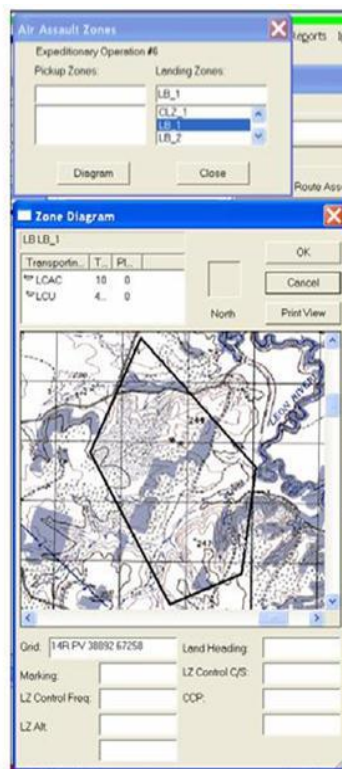 Air Assault Zones
Reports
Expeditionary Operation #6
Pickup Zones:
Landing Zones:
LB_1
CLZ_1
LB_1
LB_2
Diagram
Close
Route Ass
Zone Diagram
LB LB_1
Transportin... T... Pl...
LCAC 10 0
LCU 4... 0
OK
Cancel
North
Print View
LEON RIVER
Grid: 14R PV 38892 67258
Land Heading:
Marking:
LZ Control C/S:
LZ Control Freq:
CCP:
LZ Alt: